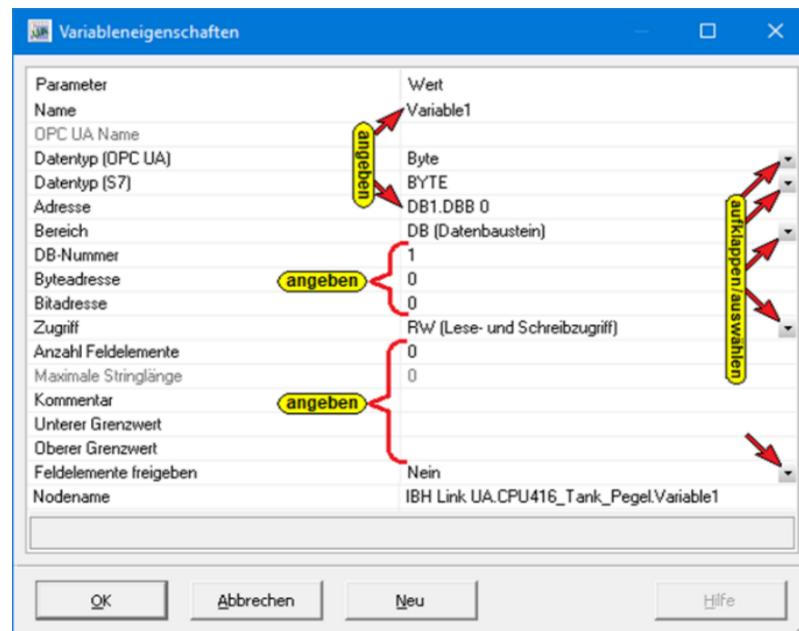 Variableneigenschaften
Parameter Wert
Name Variable1
OPC UA Name
Datentyp (OPC UA) Byte
Datentyp (S7) BYTE
Adresse DB1.DBB 0
Bereich DB (Datenbaustein)
DB-Nummer 1
Byteadresse 0
Bitadresse 0
Zugriff RW (Lese- und Schreibzugriff)
Anzahl Feldelemente 0
Maximale Stringlänge 0
Kommentar
Unterer Grenzwert
Oberer Grenzwert
Feldelemente freigeben Nein
Nodename IBH Link UA.CPU416_Tank_Pegel.Variable1
angeben
angeben
angeben
aufklappen/auswählen
OK Abbrechen Neu Hilfe